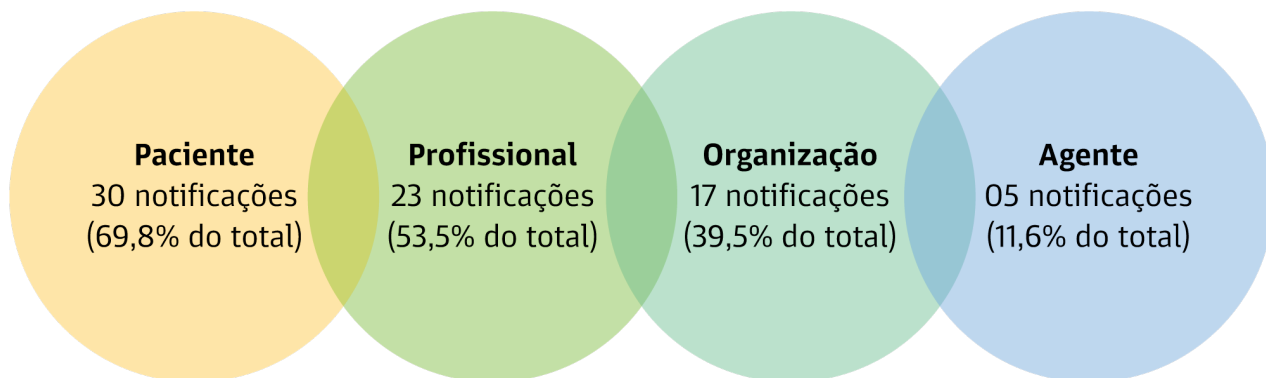 Paciente
30 notificações
(69,8% do total)
Profissional
23 notificações
(53,5% do total)
Organização
17 notificações
(39,5% do total)
Agente
05 notificações
(11,6% do total)